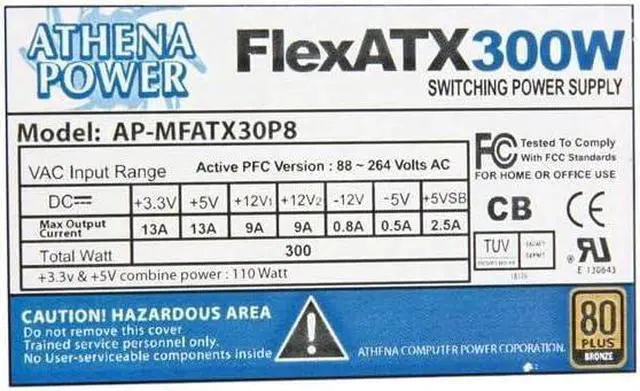 ATHENA POWER
FlexATX300W
SWITCHING POWER SUPPLY
Model: AP-MFATX30P8
VAC Input Range Active PFC Version : 88 ~ 264 Volts AC
DC +3.3V +5V +12V1 +12V2 -12V -5V +5VSB
Max Output Current 13A 13A 9A 9A 0.8A 0.5A 2.5A
Total Watt 300
+3.3v & +5V combine power : 110 Watt
FC Tested To Comply
With FCC Standards
FOR HOME OR OFFICE USE
CB CE
TUV
E 130643
CAUTION! HAZARDOUS AREA
Do not remove this cover.
Trained service personnel only.
No User-serviceable components inside
ATHENA COMPUTER POWER COPORATION.
80
PLUS
BRONZE